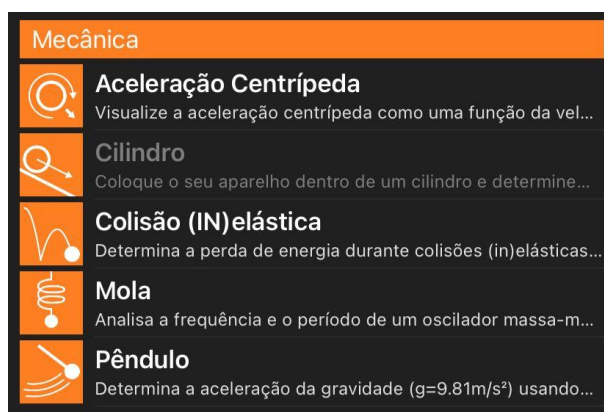 Mecânica
Aceleração Centrípeda
Visualize a aceleração centrípeda como uma função da vel...
Cilindro
Coloque o seu aparelho dentro de um cilindro e determine...
Colisão (IN)elástica
Determina a perda de energia durante colisões (in)elásticas...
Mola
Analisa a frequência e o período de um oscilador massa-m...
Pêndulo
Determina a aceleração da gravidade (g=9.81m/s²) usando...